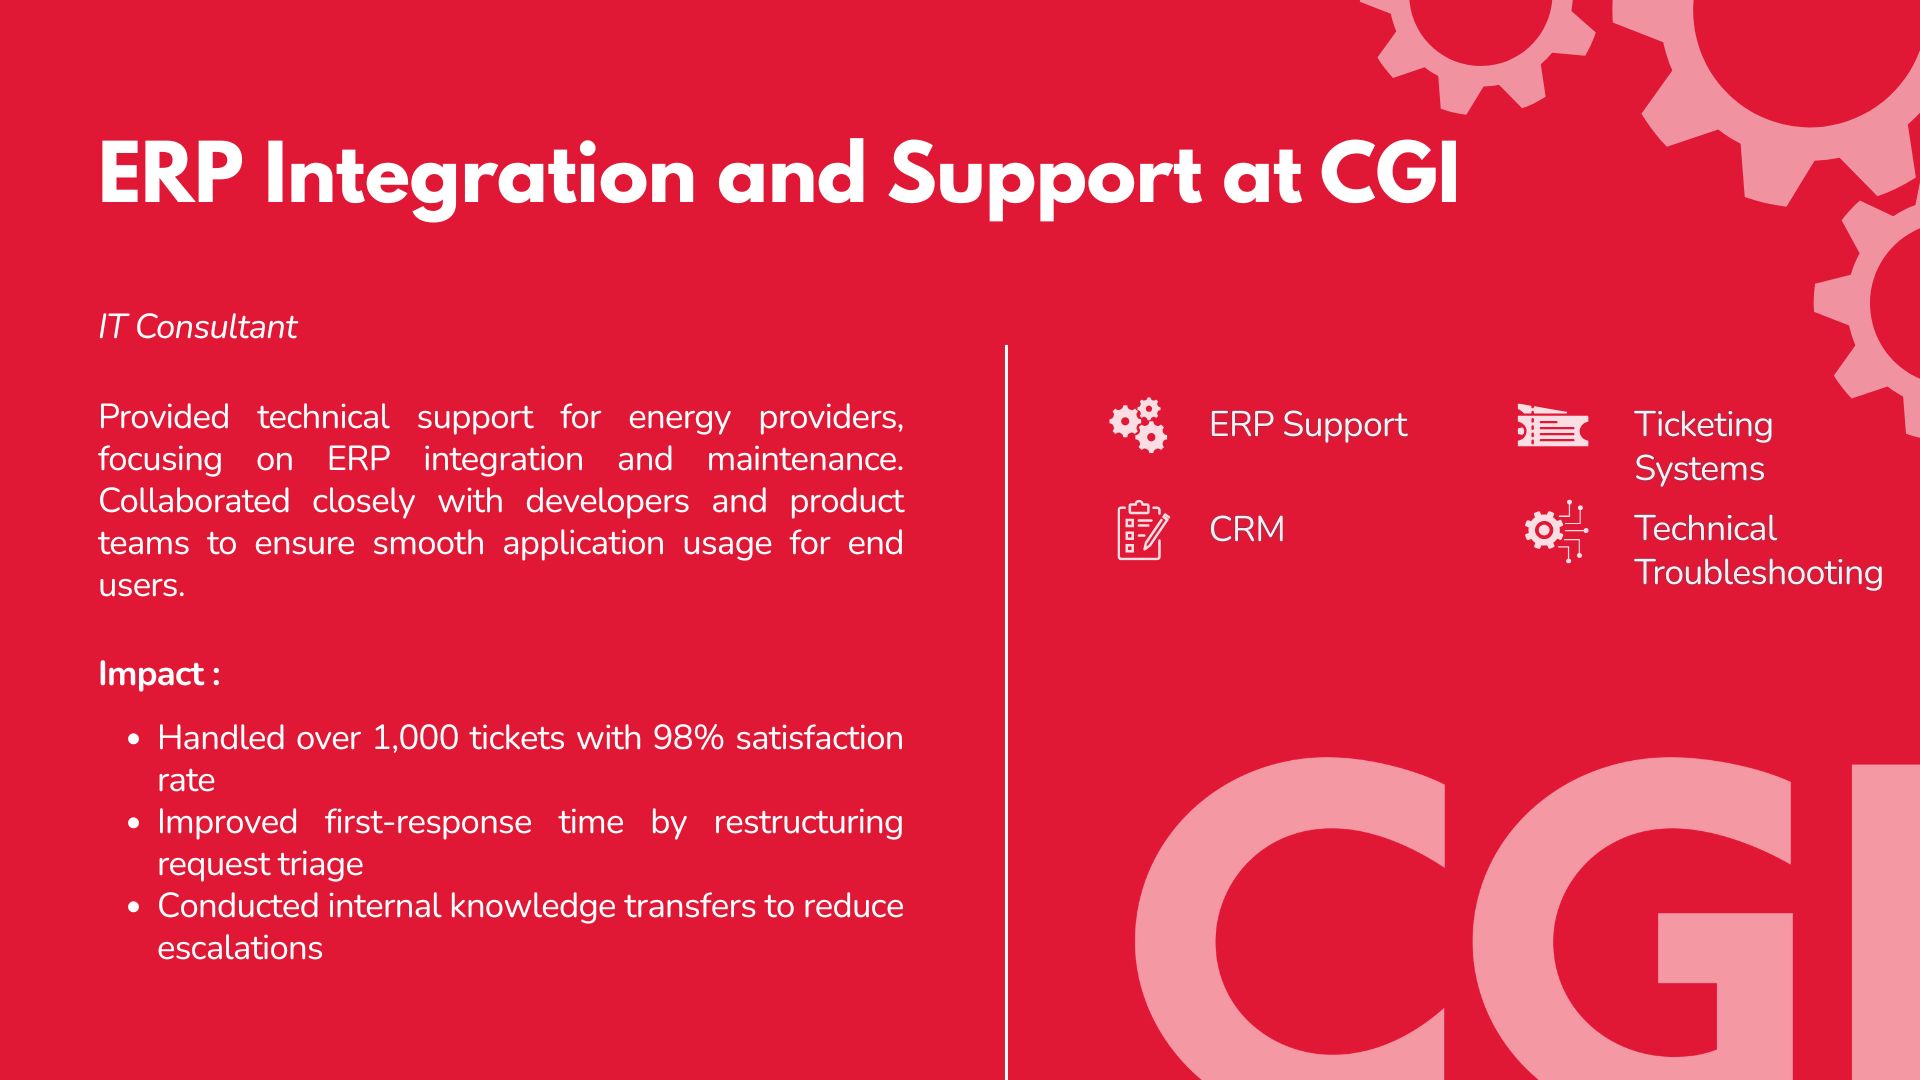 ERP Integration and Support at CGI
IT Consultant
Provided technical support for energy providers,
focusing on ERP integration and maintenance.
Collaborated closely with developers and product
teams to ensure smooth application usage for end
users.
Impact :
• Handled over 1,000 tickets with 98% satisfaction
rate
• Improved first-response time by restructuring
request triage
• Conducted internal knowledge transfers to reduce
escalations
ERP Support
Ticketing
Systems
CRM
Technical
Troubleshooting
CGI